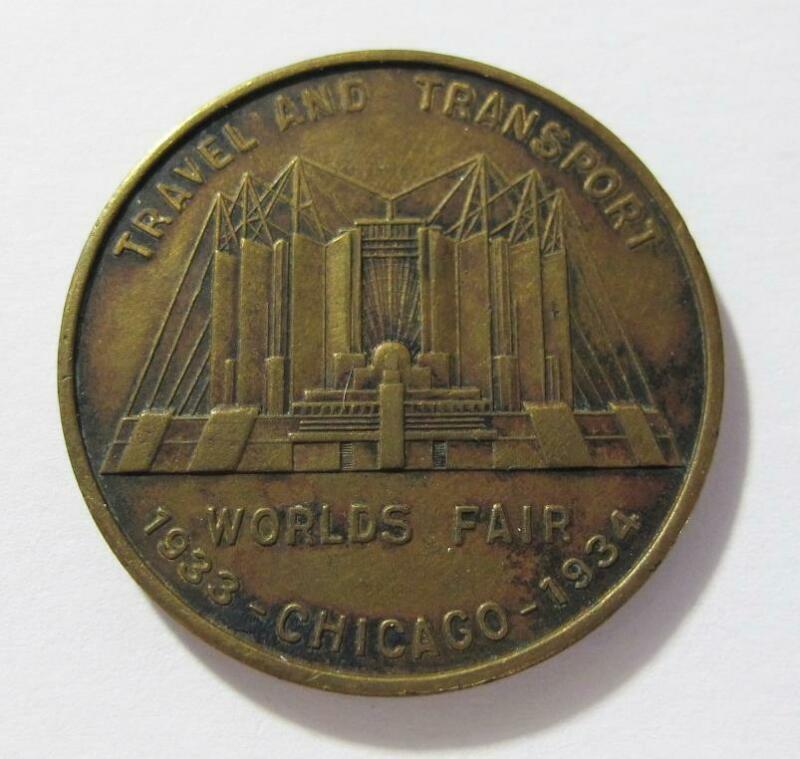 TRAVEL AND TRANSPORT
WORLDS FAIR
1933-CHICAGO-1934